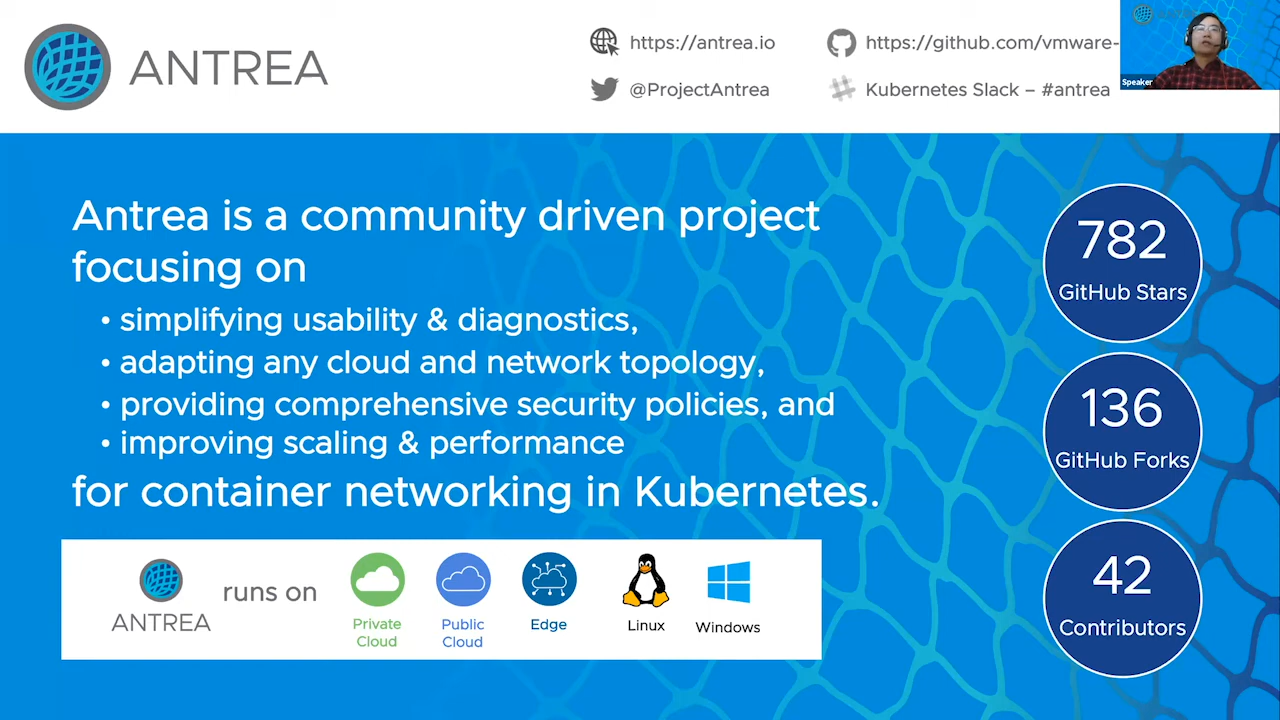 ANTREA
https://antrea.io
https://github.com/vmware-
@ProjectAntrea
Kubernetes Slack – #antrea
Speaker
Antrea is a community driven project
focusing on
• simplifying usability & diagnostics,
• adapting any cloud and network topology,
• providing comprehensive security policies, and
• improving scaling & performance
for container networking in Kubernetes.
782
GitHub Stars
136
GitHub Forks
42
Contributors
ANTREA
runs on
Private
Cloud
Public
Cloud
Edge
Linux
Windows